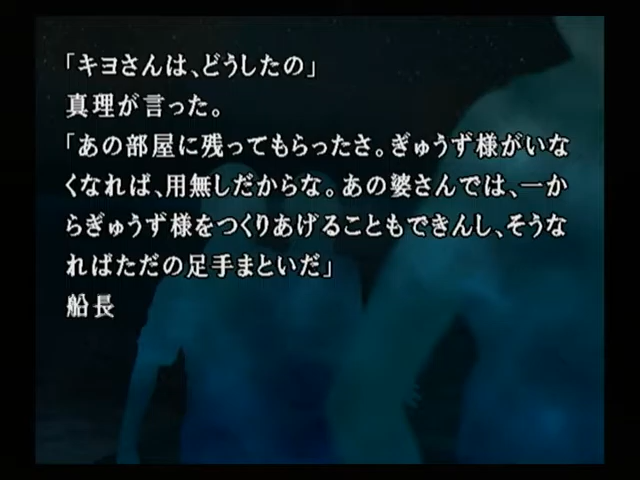 「キヨさんは、どうしたの」
真理が言った。
「あの部屋に残ってもらったさ。ぎゅうず様がいな
くなれば、用無しだからな。あの婆さんでは、一か
らぎゅうず様をつくりあげることもできんし、そうな
ればただの足手まといだ」
船長